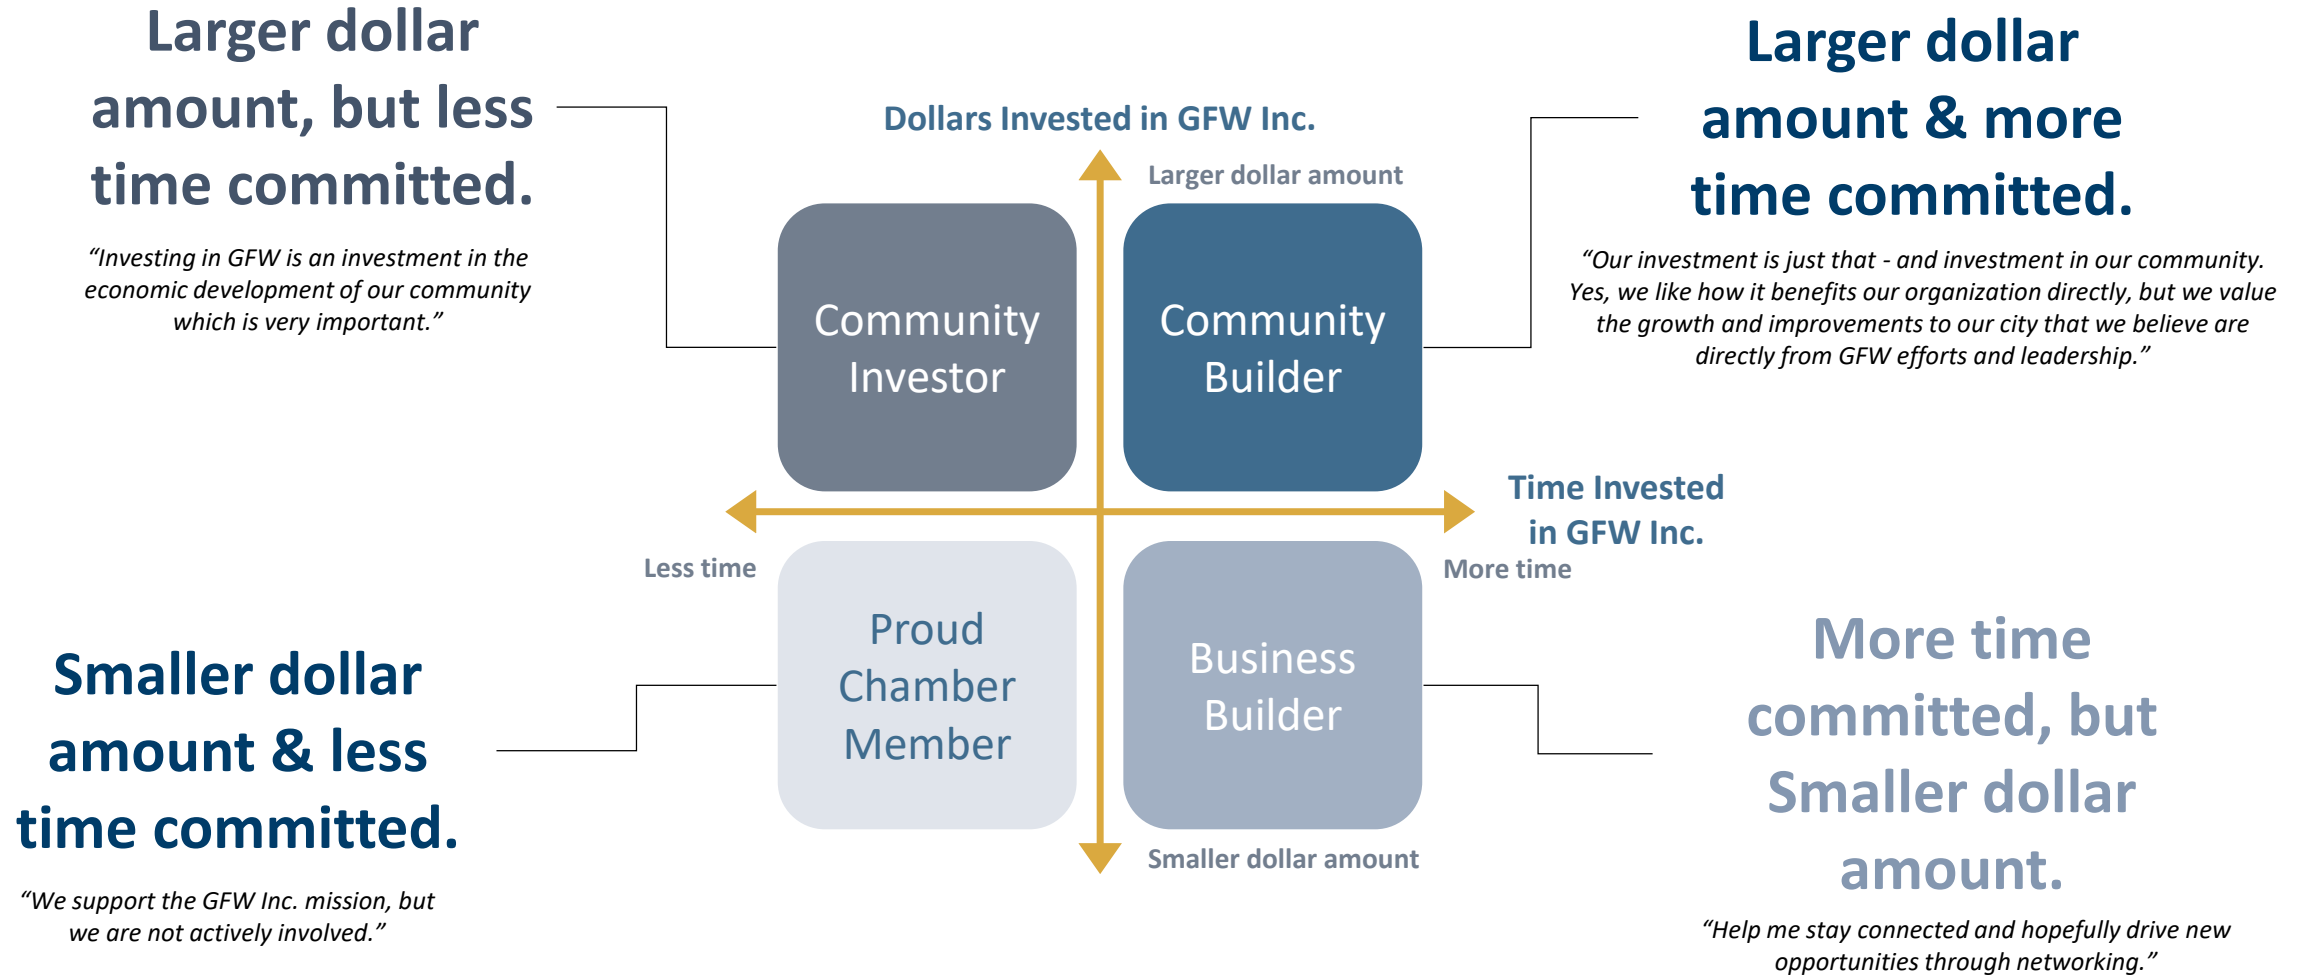 Larger dollar
amount, but less
time committed.
“Investing in GFW is an investment in the
economic development of our community
which is very important.”
Dollars Invested in GFW Inc.
Larger dollar amount
Larger dollar
amount & more
time committed.
“Our investment is just that - and investment in our community.
Yes, we like how it benefits our organization directly, but we value
the growth and improvements to our city that we believe are
directly from GFW efforts and leadership.”
Community
Investor
Community
Builder
Time Invested
in GFW Inc.
Less time
More time
Proud
Chamber
Member
Business
Builder
Smaller dollar amount
Smaller dollar
amount & less
time committed.
“We support the GFW Inc. mission, but
we are not actively involved.”
More time
committed, but
Smaller dollar
amount.
“Help me stay connected and hopefully drive new
opportunities through networking.”